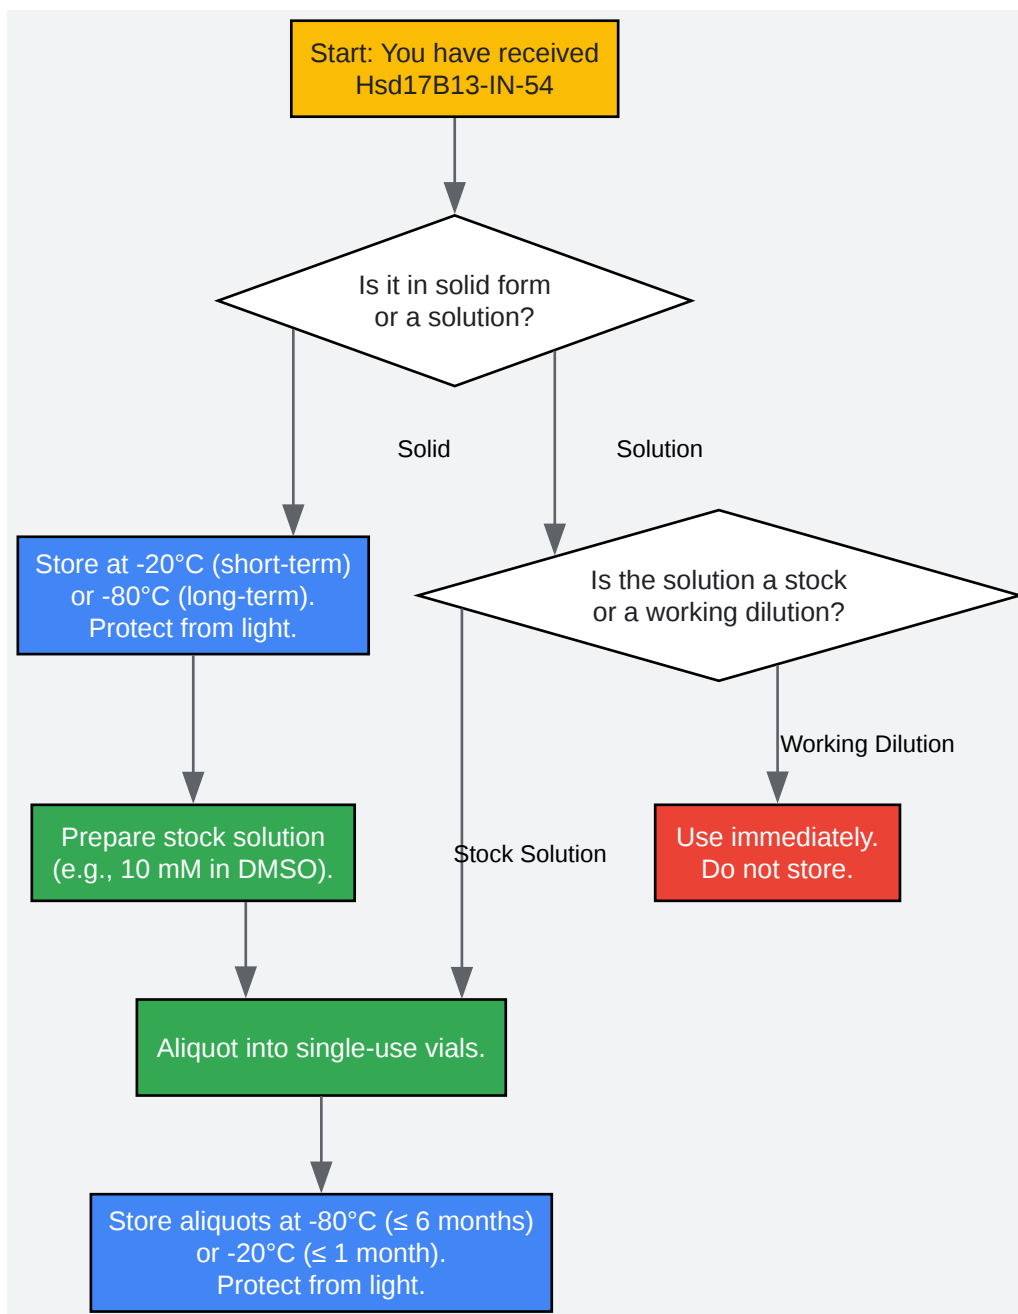 Start: You have received
Hsd17B13-IN-54
Is it in solid form
or a solution?
Solid
Solution
Store at -20°C (short-term)
or -80°C (long-term).
Protect from light.
Is the solution a stock
or a working dilution?
Working Dilution
Prepare stock solution
(e.g., 10 mM in DMSO).
Stock Solution
Use immediately.
Do not store.
Aliquot into single-use vials.
Store aliquots at -80°C (≤ 6 months)
or -20°C (≤ 1 month).
Protect from light.